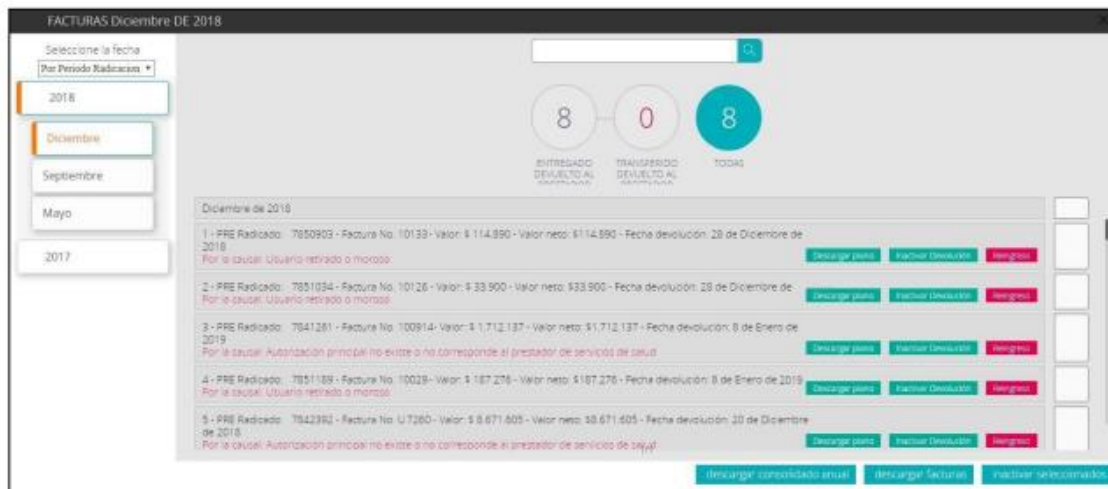 FACTURAS Diciembre DE 2018
Seleccione la fecha
Por Periodo Radicacion
2018
Diciembre
Septiembre
Mayo
2017
8
0
8
ENTREGADO
DEVUELTO AL
TRANSFERIDO
DEVUELTO AL
TODAS
Diciembre de 2018
1 - PRE Radicado: 7850903 - Factura No. 10133- Valor: $ 114.890 - Valor neto: $114.890 - Fecha devolución: 28 de Diciembre de
2018
Por la causal: Usuario retirado o moroso
Descargar plano Inactivar Devolución Reingreso
2 - PRE Radicado: 7851034 - Factura No. 10126 - Valor: $ 33.900 - Valor neto: $33.900 - Fecha devolución: 28 de Diciembre de
Por la causal: Usuario retirado o moroso
Descargar plano Inactivar Devolución Reingreso
3 - PRE Radicado: 7841281 - Factura No. 100914- Valor: $ 1.712.137 - Valor neto: $1.712.137 - Fecha devolución: 8 de Enero de
2019
Por la causal: Autorización principal no existe o no corresponde al prestador de servicios de salud
Descargar plano Inactivar Devolución Reingreso
4 - PRE Radicado: 7851189 - Factura No. 10029- Valor: $ 187.276 - Valor neto: $187.276 - Fecha devolución: 8 de Enero de 2019
Por la causal: Usuario retirado o moroso
Descargar plano Inactivar Devolución Reingreso
5 - PRE Radicado: 7842392 - Factura No. U7260 - Valor: $ 8.671.605 - Valor neto: $8.671.605 - Fecha devolución: 20 de Diciembre
de 2018
Por la causal: Autorización principal no existe o no corresponde al prestador de servicios de salud
Descargar plano Inactivar Devolución Reingreso
descargar consolidado anual descargar facturas inactivar seleccionados